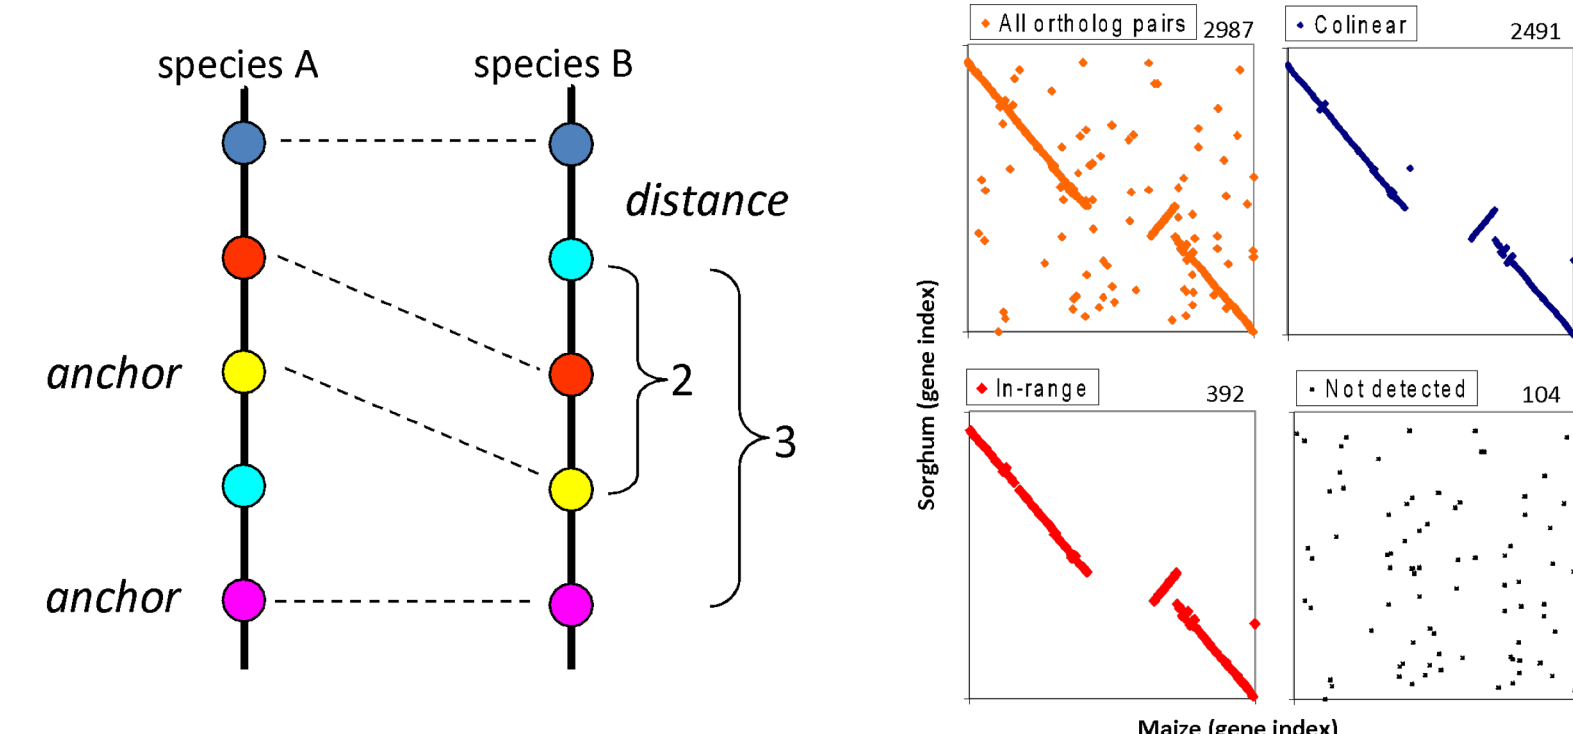 species A
species B
distance
anchor
anchor
2
3
All ortholog pairs
2987
Colinear
2491
In-range
392
Not detected
104
Sorghum (gene index)
Maize (gene index)